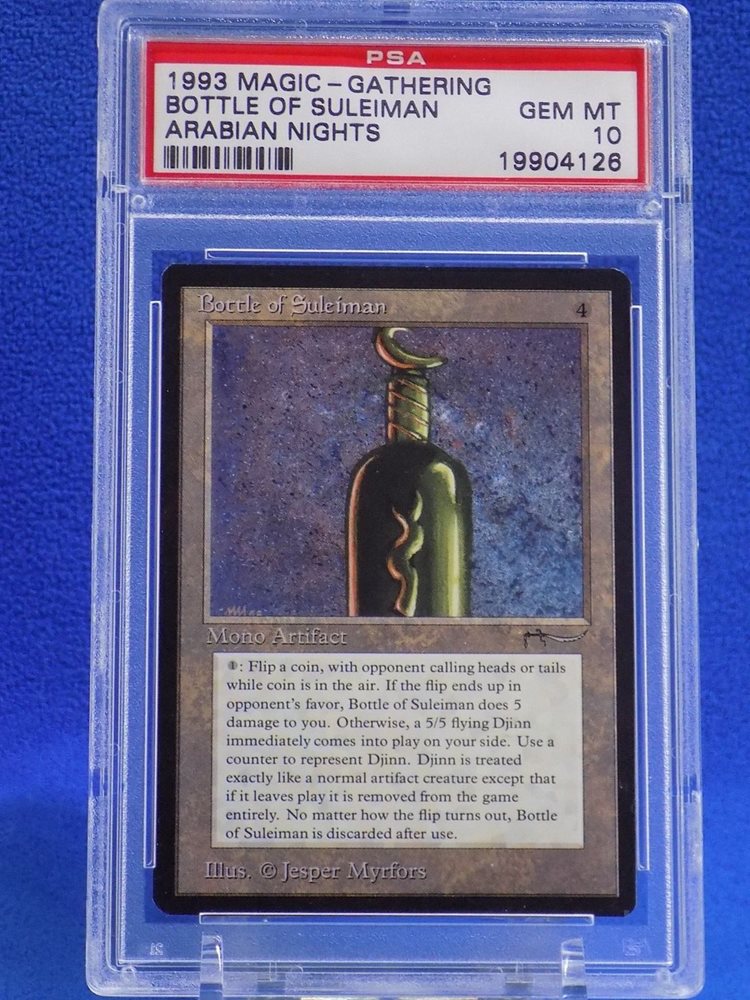 PSA
1993 MAGIC - GATHERING
BOTTLE OF SULEIMAN GEM MT
ARABIAN NIGHTS 10
19904126
Bottle of Suleiman 4
Mono Artifact
1: Flip a coin, with opponent calling heads or tails
while coin is in the air. If the flip ends up in
opponent's favor, Bottle of Suleiman does 5
damage to you. Otherwise, a 5/5 flying Djinn
immediately comes into play on your side. Use a
counter to represent Djinn. Djinn is treated
exactly like a normal artifact creature except that
if it leaves play it is removed from the game
entirely. No matter how the flip turns out, Bottle
of Suleiman is discarded after use.
Illus. © Jesper Myrfors